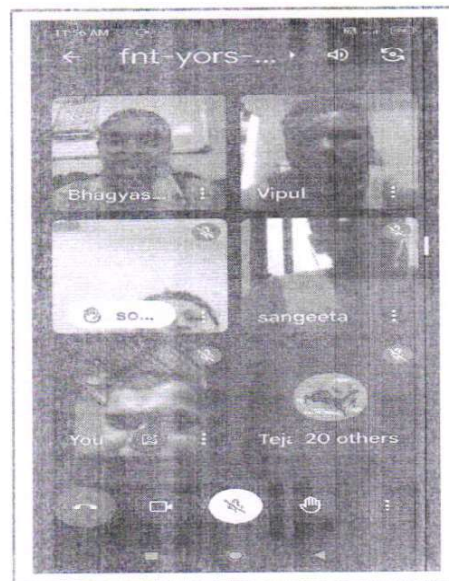 fnt-yors-...
Bhagyas...
Vipul
so...
sangeeta
You
Teja 20 others